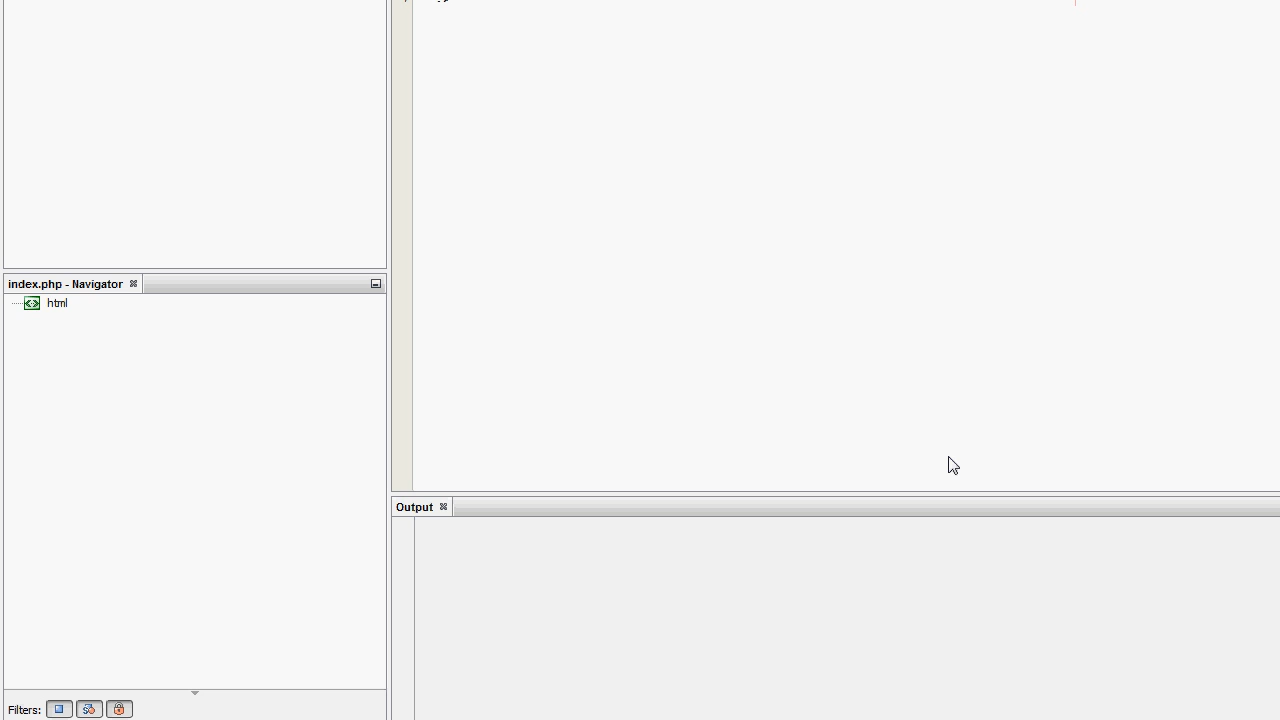 index.php - Navigator
html
Output
Filters: